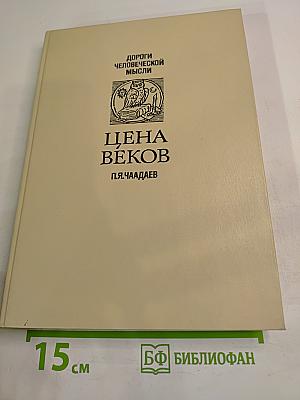 ДОРОГИ
ЧЕЛОВЕЧЕСКОЙ
МЫСЛИ
ЦЕНА
ВЕКОВ
П.Я.ЧААДАЕВ
15 см
БФ БИБЛИОФАН